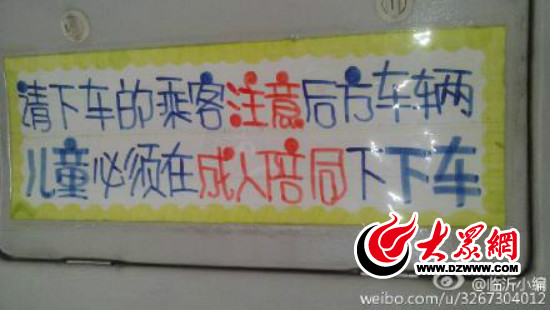 请下车的乘客注意后方车辆
儿童必须在成人陪同下下车
大众網
WWW.DZWWW.COM
@临沂小编
weibo.com/u/3267304012